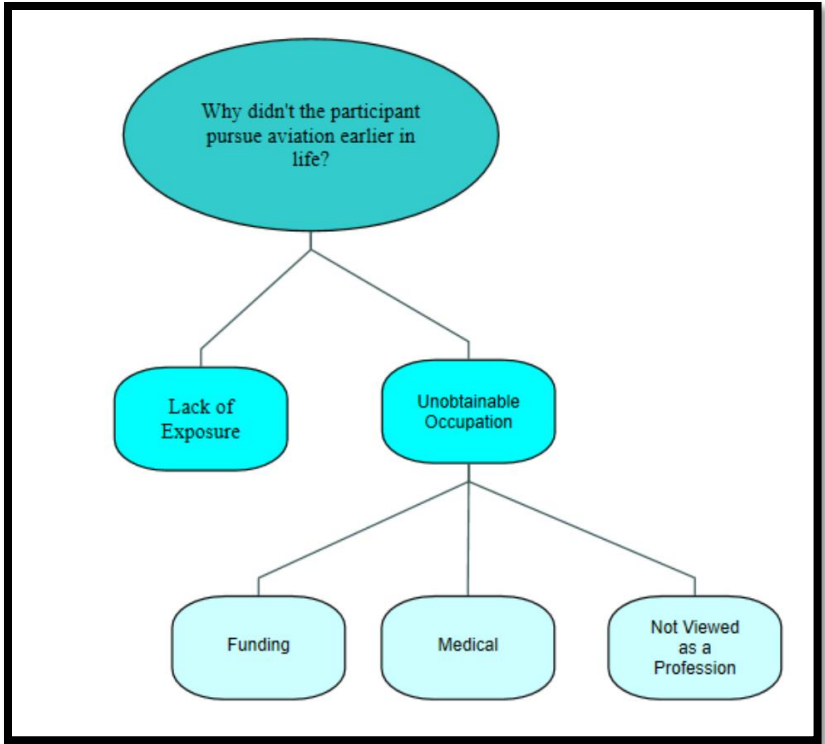 Why didn't the participant
pursue aviation earlier in
life?
Lack of
Exposure
Unobtainable
Occupation
Funding
Medical
Not Viewed
as a
Profession